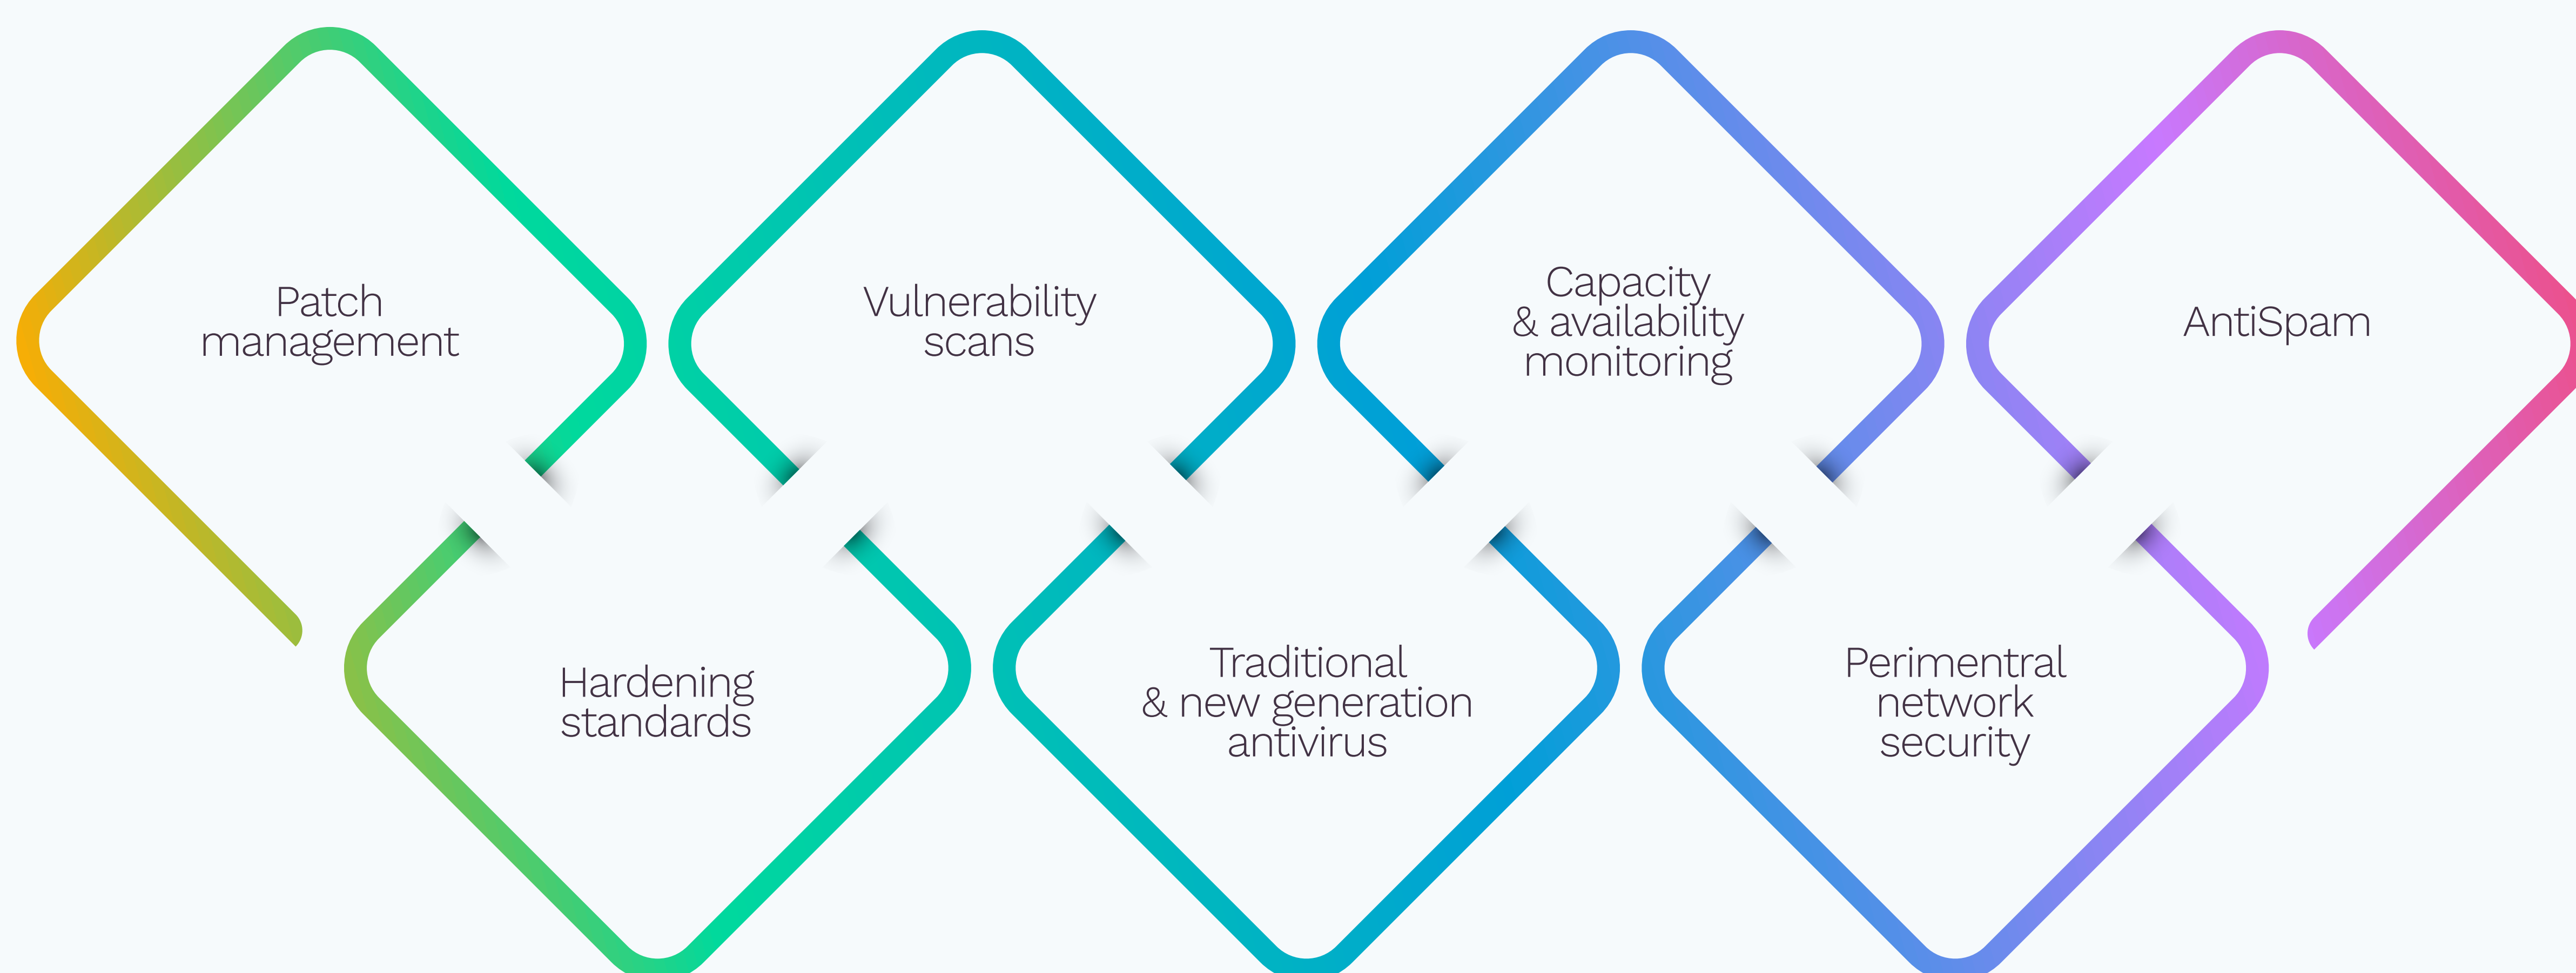 Patch
management
Vulnerability
scans
Capacity
& availability
monitoring
AntiSpam
Hardening
standards
Traditional
& new generation
antivirus
Perimentral
network
security